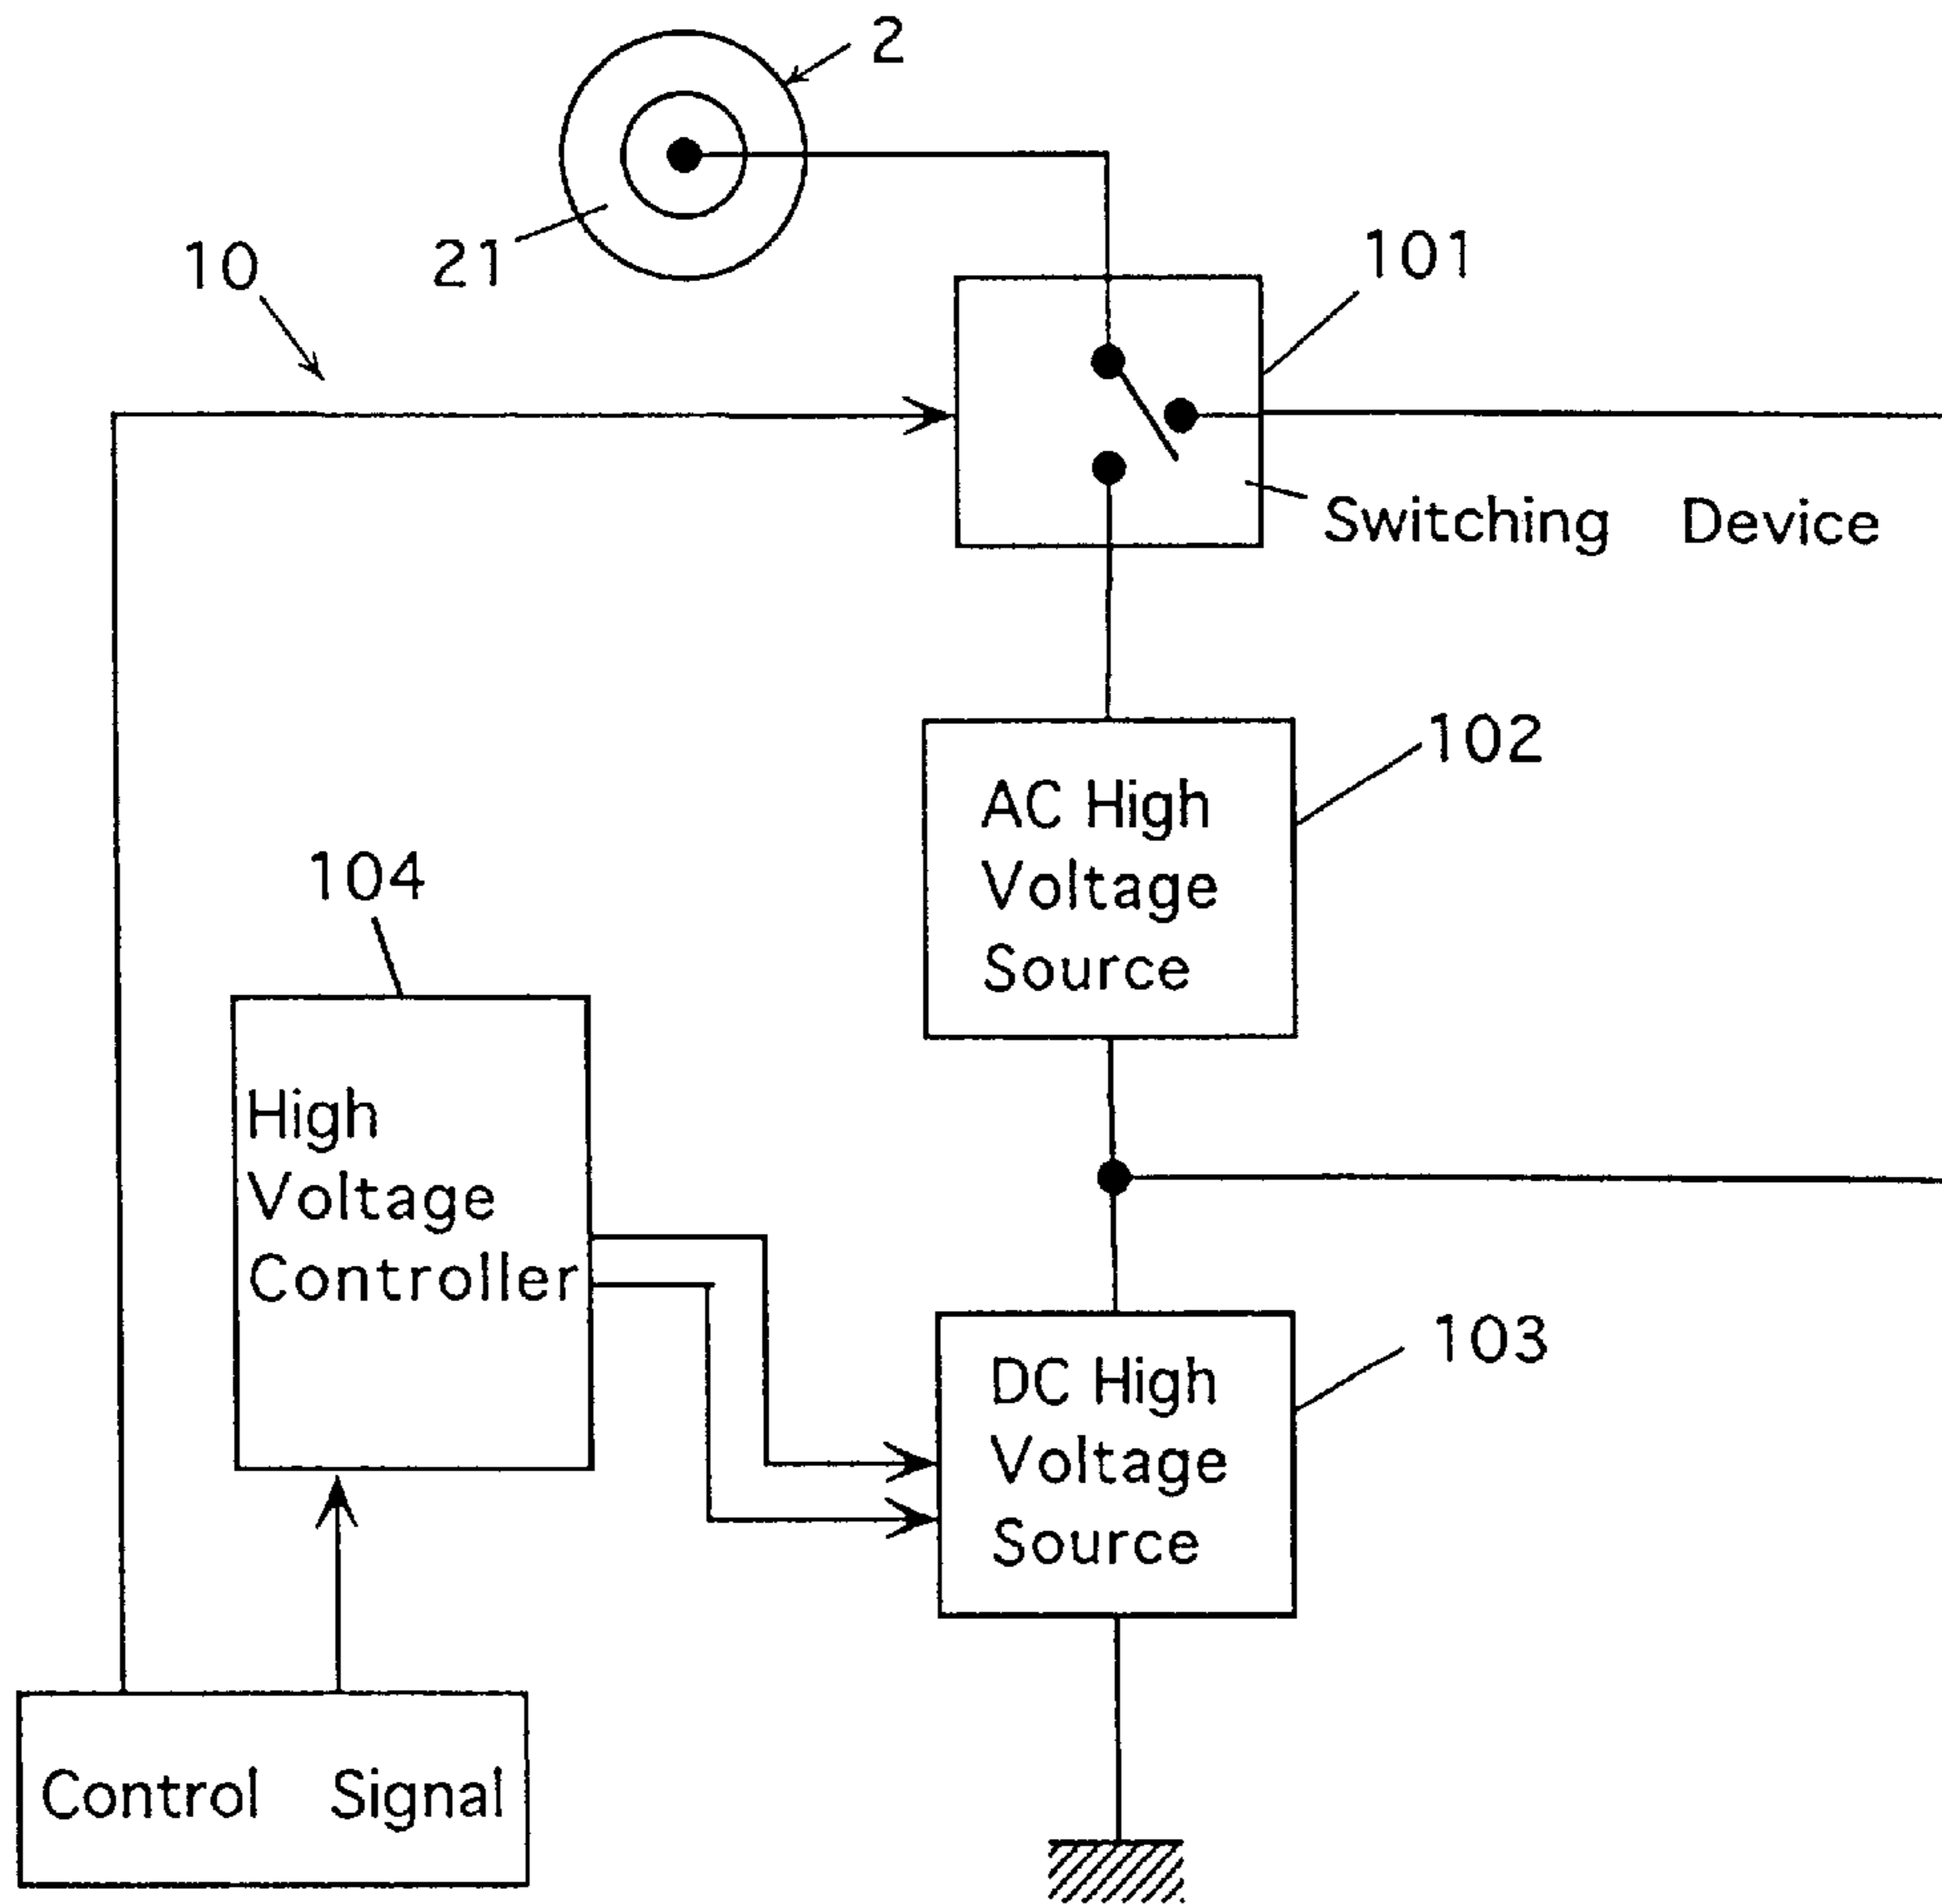 2
21
10
101
Switching Device
102
AC High
Voltage
Source
104
High
Voltage
Controller
103
DC High
Voltage
Source
Control Signal